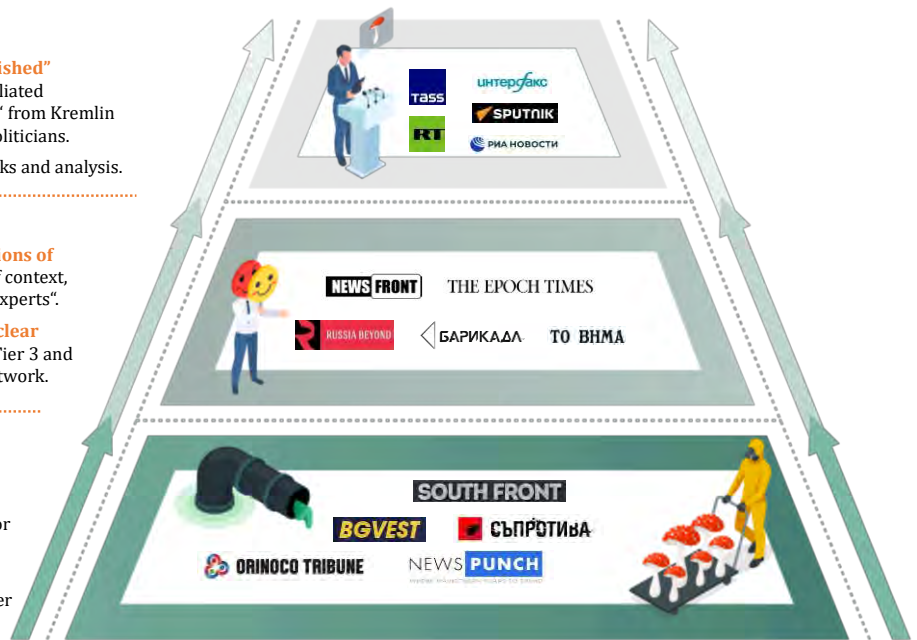 ished”
liated
“ from Kremlin
oliticians.
ks and analysis.
TASS
интерфакс
SPUTNIK
RT
РИА НОВОСТИ
ions of
f context,
xperts“.
clear
Tier 3 and
twork.
NEWS FRONT
THE EPOCH TIMES
RUSSIA BEYOND
БАРИКАДА
ΤΟ ΒΗΜΑ
or
er
SOUTH FRONT
BGVEST
СЪПРОТИВА
ORINOCO TRIBUNE
NEWS PUNCH